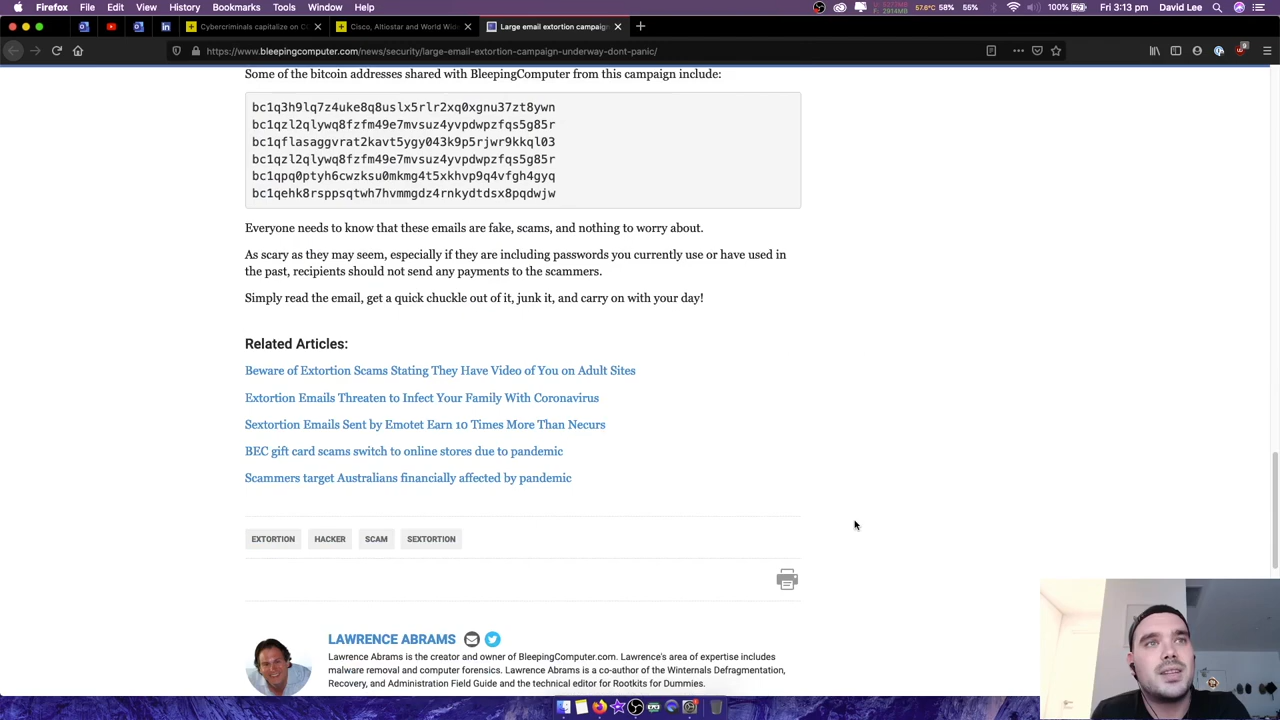 Firefox File Edit View History Bookmarks Tools Window Help
58% 55% Fri 3:13 PM David
Cybercriminals capitalize on C
Cisco, Altiostar and World Wid
Large email extortion campaign
https://www.bleepingcomputer.com/news/security/large-email-extortion-campaign-underway-dont-panic/
Some of the bitcoin addresses shared with BleepingComputer from this campaign include:
bc1q3h9lq7z4uke8q8uslx5rlr2xq0xgnu37zt8ywn
bc1qzl2qlywq8fzfm49e7mvsuz4yvpdwpzfqs5g85r
bc1qflasaggvrat2kavt5ygy043k9p5rjwr9kkql03
bc1qzl2qlywq8fzfm49e7mvsuz4yvpdwpzfqs5g85r
bc1qpq0ptyh6cwzksu0mkmg4t5xkhvp9q4vfgh4gyq
bc1qehk8rsppsqtwh7hvmmgdz4rnkydtdsx8pqdwjw
Everyone needs to know that these emails are fake, scams, and nothing to worry about.
As scary as they may seem, especially if they are including passwords you currently use or have used in
the past, recipients should not send any payments to the scammers.
Simply read the email, get a quick chuckle out of it, junk it, and carry on with your day!
Related Articles:
Beware of Extortion Scams Stating They Have Video of You on Adult Sites
Extortion Emails Threaten to Infect Your Family With Coronavirus
Sextortion Emails Sent by Emotet Earn 10 Times More Than Necurs
BEC gift card scams switch to online stores due to pandemic
Scammers target Australians financially affected by pandemic
EXTORTION HACKER SCAM SEXTORTION
LAWRENCE ABRAMS
Lawrence Abrams is the creator and owner of BleepingComputer.com. Lawrence's area of expertise includes
malware removal and computer forensics. Lawrence Abrams is a co-author of the Winternals Defragmentation,
Recovery, and Administration Field Guide and the technical editor for Rootkits for Dummies.